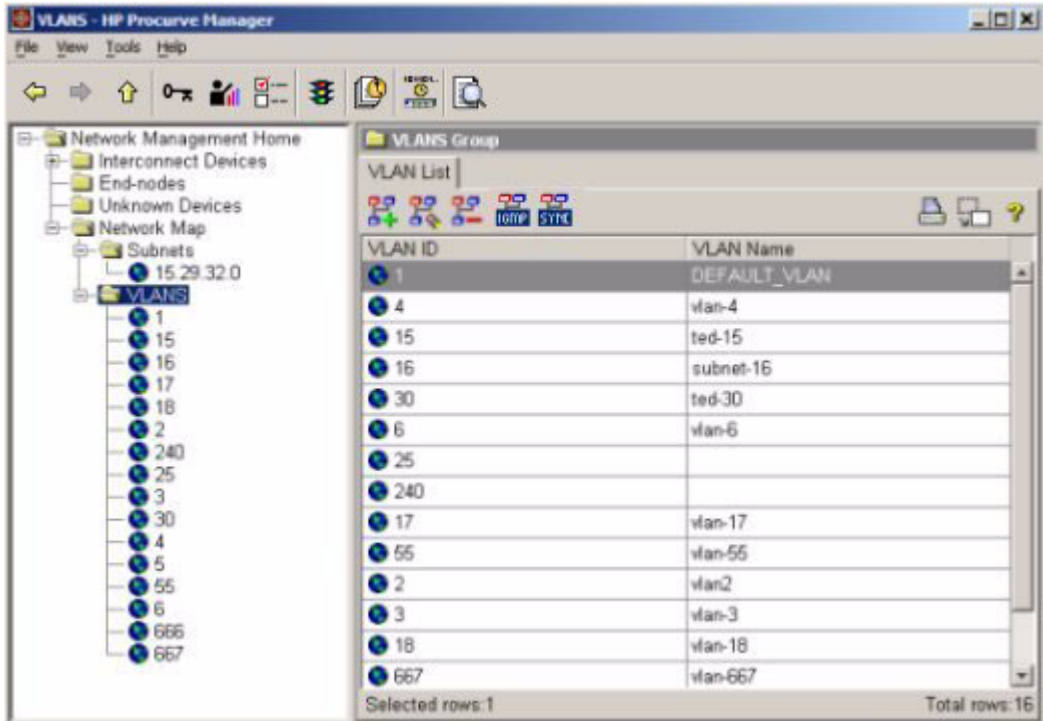 VLANS - HP Procurve Manager
File View Tools Help
Network Management Home
Interconnect Devices
End-nodes
Unknown Devices
Network Map
Subnets
15.29.32.0
VLANS
1
15
16
17
18
2
240
25
3
30
4
5
55
6
666
667
VLANS Group
VLAN List
IGMP SYNC
VLAN ID VLAN Name
1 DEFAULT_VLAN
4 vlan-4
15 ted-15
16 subnet-16
30 ted-30
6 vlan-6
25
240
17 vlan-17
55 vlan-55
2 vlan2
3 vlan-3
18 vlan-18
667 vlan-667
Selected rows:1 Total rows:16